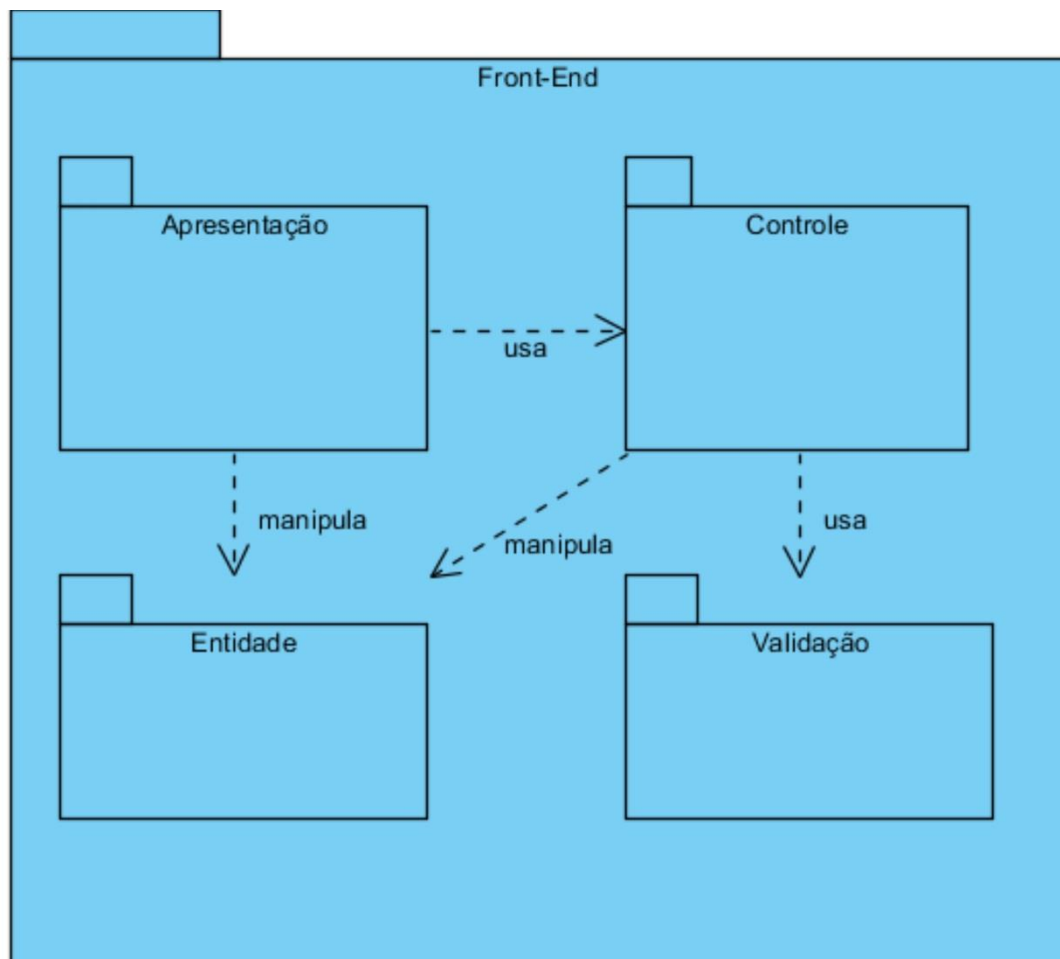 Front-End
Apresentação
Controle
usa
manipula
manipula
usa
Entidade
Validação